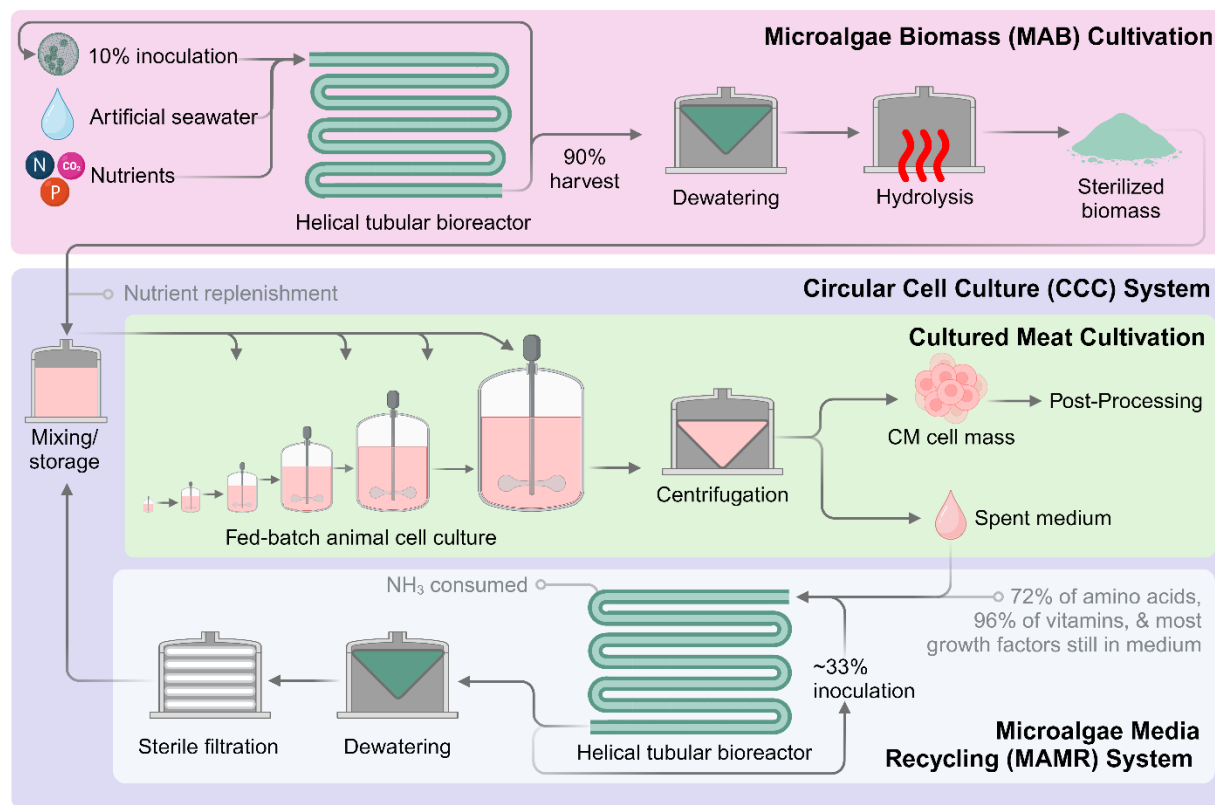 Microalgae Biomass (MAB) Cultivation
10% inoculation
Artificial seawater
N
CO₂
P
Nutrients
Helical tubular bioreactor
90%
harvest
Dewatering
Hydrolysis
Sterilized
biomass
Circular Cell Culture (CCC) System
Nutrient replenishment
Cultured Meat Cultivation
Mixing/
storage
Fed-batch animal cell culture
Centrifugation
CM cell mass
Post-Processing
Spent medium
NH₃ consumed
72% of amino acids,
96% of vitamins, & most
growth factors still in medium
~33%
inoculation
Sterile filtration
Dewatering
Helical tubular bioreactor
Microalgae Media
Recycling (MAMR) System